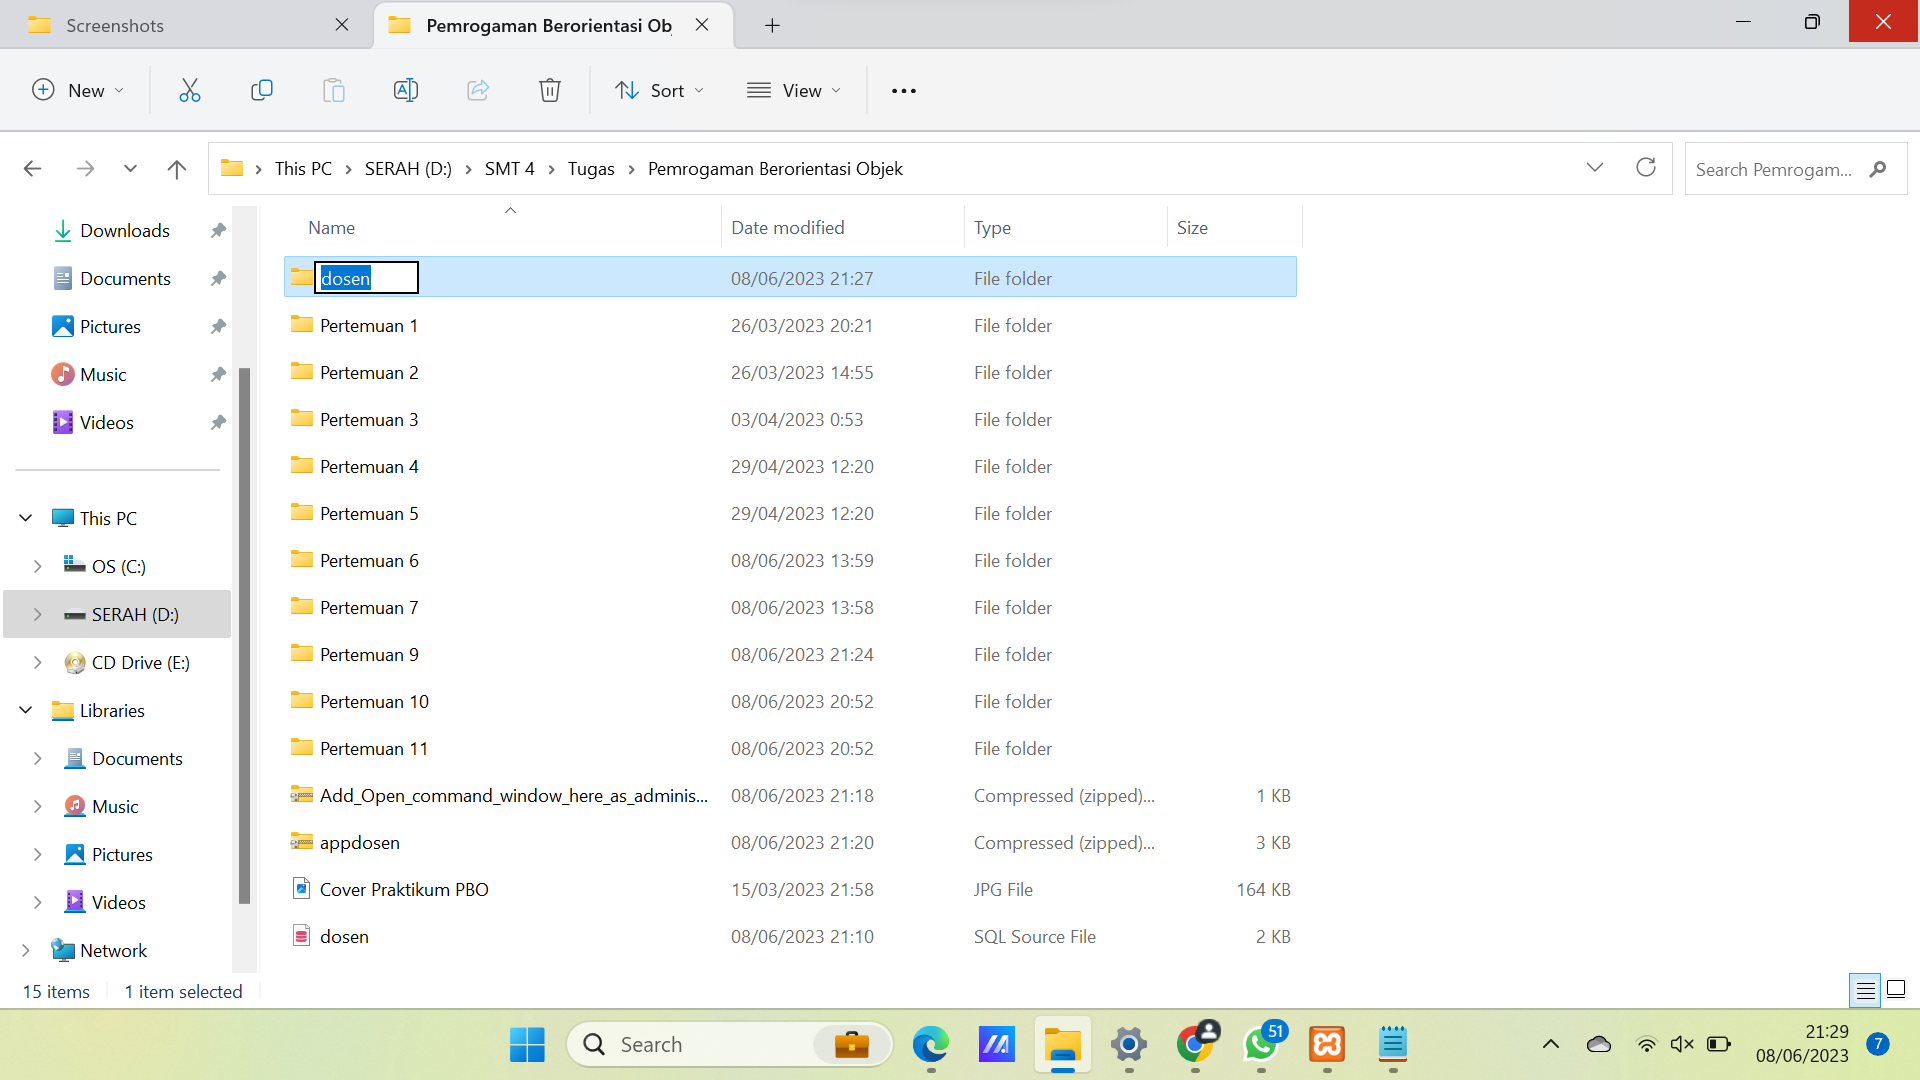 Screenshots
Pemrogaman Berorientasi Ob
New
Sort
View
This PC
SERAH (D:)
SMT 4
Tugas
Pemrogaman Berorientasi Objek
Search Pemrogam...
Downloads
Documents
Pictures
Music
Videos
This PC
OS (C:)
SERAH (D:)
CD Drive (E:)
Libraries
Documents
Music
Pictures
Videos
Network
Name Date modified Type Size
dosen 08/06/2023 21:27 File folder
Pertemuan 1 26/03/2023 20:21 File folder
Pertemuan 2 26/03/2023 14:55 File folder
Pertemuan 3 03/04/2023 0:53 File folder
Pertemuan 4 29/04/2023 12:20 File folder
Pertemuan 5 29/04/2023 12:20 File folder
Pertemuan 6 08/06/2023 13:59 File folder
Pertemuan 7 08/06/2023 13:58 File folder
Pertemuan 9 08/06/2023 21:24 File folder
Pertemuan 10 08/06/2023 20:52 File folder
Pertemuan 11 08/06/2023 20:52 File folder
Add_Open_command_window_here_as_adminis... 08/06/2023 21:18 Compressed (zipped)... 1 KB
appdosen 08/06/2023 21:20 Compressed (zipped)... 3 KB
Cover Praktikum PBO 15/03/2023 21:58 JPG File 164 KB
dosen 08/06/2023 21:10 SQL Source File 2 KB
15 items 1 item selected
Search
51
21:29
08/06/2023
7